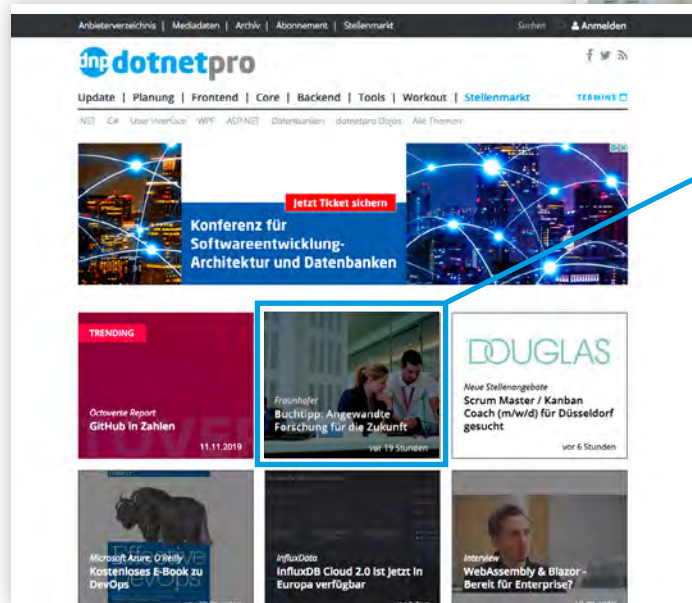 Anbieterverzeichnis | Mediadaten | Archiv | Abonnement | Stellenmarkt
Suchen
Anmelden
dnp dotnetpro
Update | Planung | Frontend | Core | Backend | Tools | Workout | Stellenmarkt
TERMINE
.NET C# User Interface WPF ASP.NET Datenbanken dotnetpro Dojos Alle Themen
Jetzt Ticket sichern
Konferenz für
Softwareentwicklung-
Architektur und Datenbanken
TRENDING
Octoverse Report
GitHub in Zahlen
11.11.2019
Fraunhofer
Buchtipp: Angewandte
Forschung für die Zukunft
vor 19 Stunden
DOUGLAS
Neue Stellenangebote
Scrum Master / Kanban
Coach (m/w/d) für Düsseldorf
gesucht
vor 6 Stunden
Effective
DevOps
Microsoft Azure, O'Reilly
Kostenloses E-Book zu
DevOps
InfluxData
InfluxDB Cloud 2.0 ist jetzt in
Europa verfügbar
Interview
WebAssembly & Blazor -
Bereit für Enterprise?